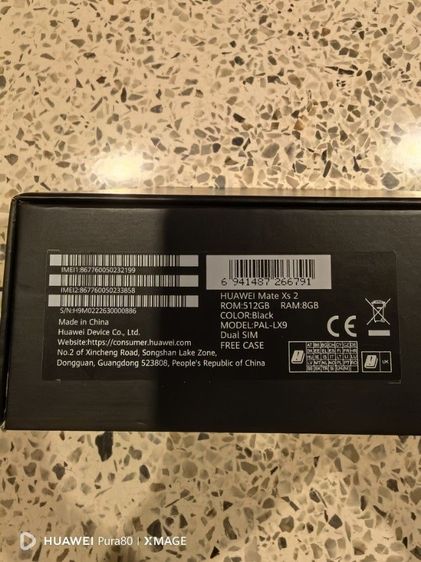 IMEI1:867760050232199
IMEI2:867760050233858
S/N:H9M0222630000886
Made in China
Huawei Device Co., Ltd.
Website:https://consumer.huawei.com
No.2 of Xincheng Road, Songshan Lake Zone,
Dongguan, Guangdong 523808, People's Republic of China
6 941487 266791
HUAWEI Mate Xs 2
ROM:512GB RAM:8GB
COLOR:Black
MODEL:PAL-LX9
Dual SIM
FREE CASE
CE
UK
HUAWEI Pura80 | XMAGE